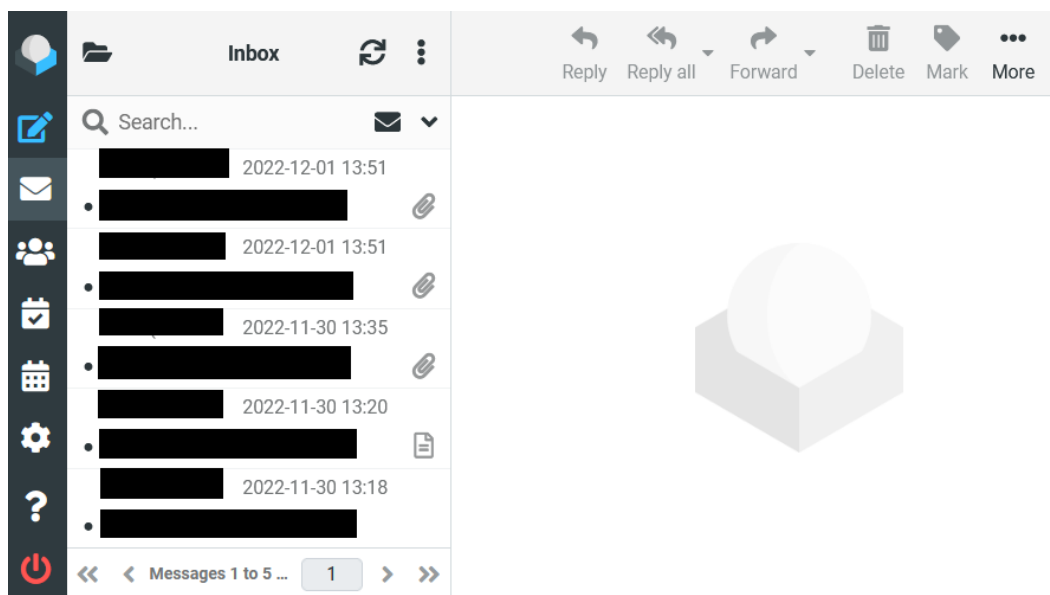 Inbox
Reply Reply all Forward Delete Mark More
Search...
2022-12-01 13:51
2022-12-01 13:51
2022-11-30 13:35
2022-11-30 13:20
2022-11-30 13:18
Messages 1 to 5 ... 1